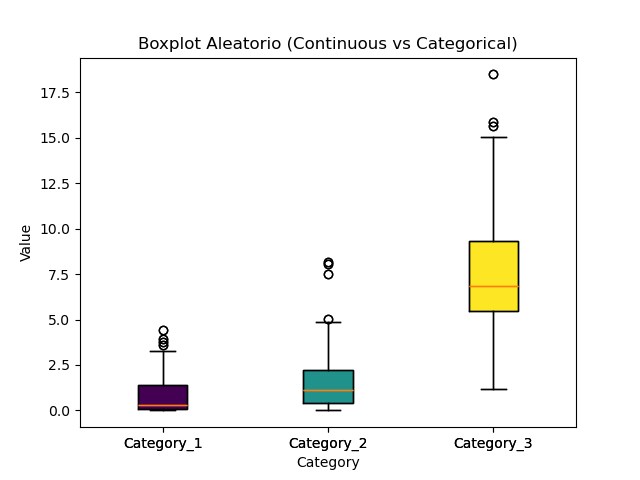 Boxplot Aleatorio (Continuous vs Categorical)
Value
17.5
15.0
12.5
10.0
7.5
5.0
2.5
0.0
Category_1 Category_2 Category_3
Category